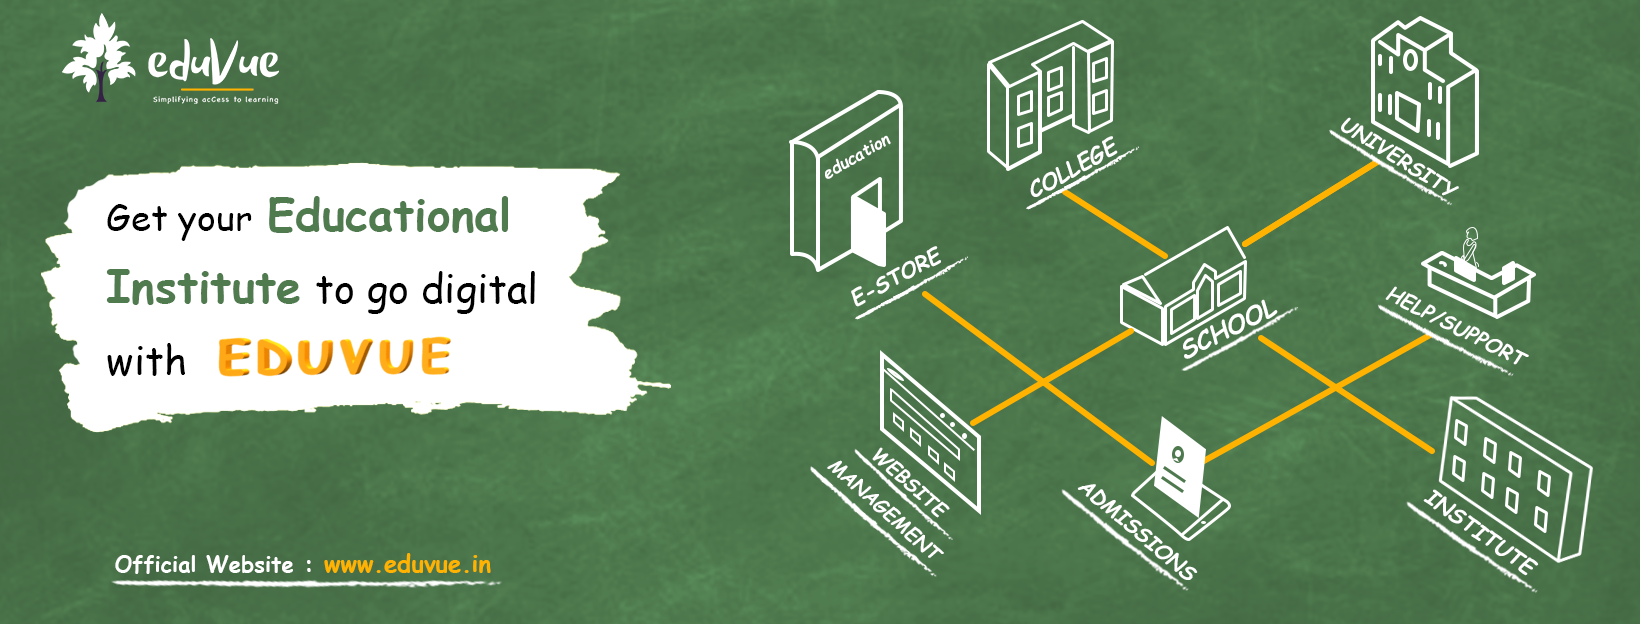 eduVue
Simplifying acCess to learning
Get your Educational
Institute to go digital
with EDUVUE
Official Website : www.eduvue.in
education
E-STORE
COLLEGE
UNIVERSITY
SCHOOL
HELP/SUPPORT
WEBSITE
MANAGEMENT
ADMISSIONS
INSTITUTE